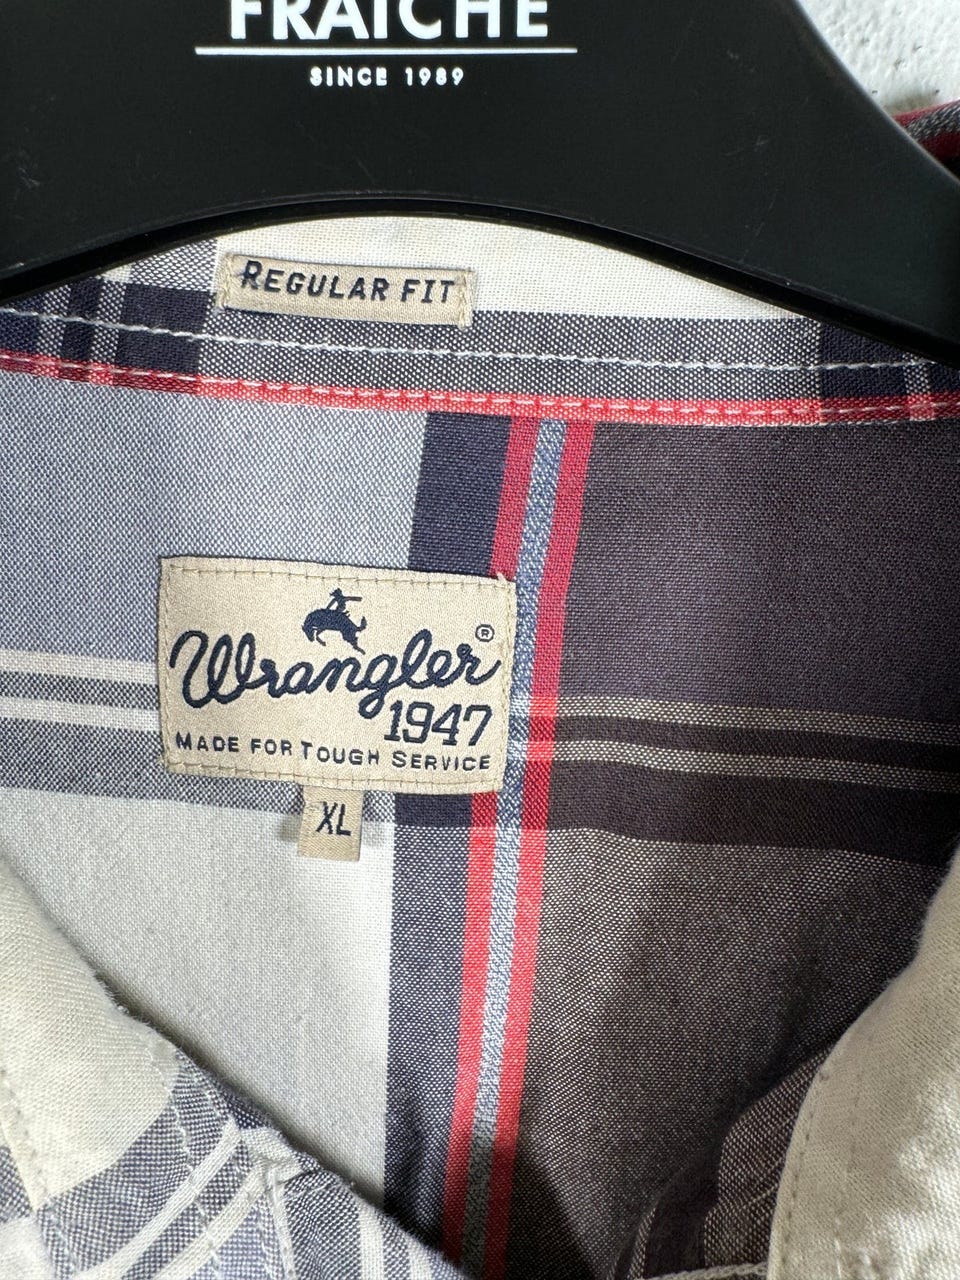 FRAICHE
SINCE 1989
REGULAR FIT
Wrangler®
1947
MADE FOR TOUGH SERVICE
XL